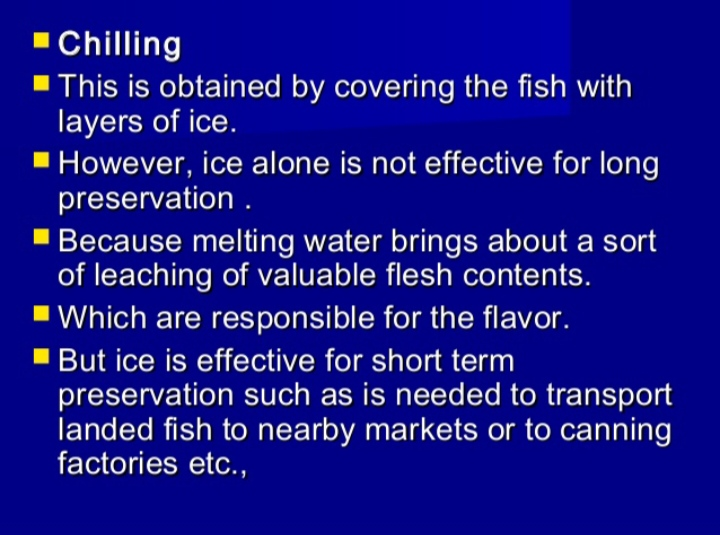 Chilling
This is obtained by covering the fish with
layers of ice.
However, ice alone is not effective for long
preservation .
Because melting water brings about a sort
of leaching of valuable flesh contents.
Which are responsible for the flavor.
But ice is effective for short term
preservation such as is needed to transport
landed fish to nearby markets or to canning
factories etc.,